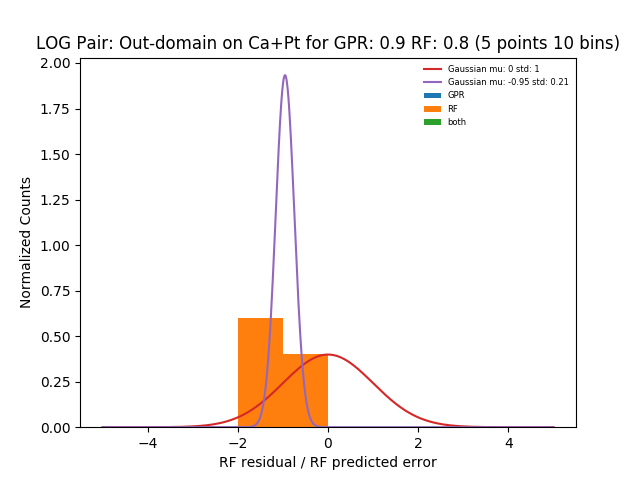 LOG Pair: Out-domain on Ca+Pt for GPR: 0.9 RF: 0.8 (5 points 10 bins)
Gaussian mu: 0 std: 1
Gaussian mu: -0.95 std: 0.21
GPR
RF
both
Normalized Counts
2.00
1.75
1.50
1.25
1.00
0.75
0.50
0.25
0.00
−4
−2
0
2
4
RF residual / RF predicted error